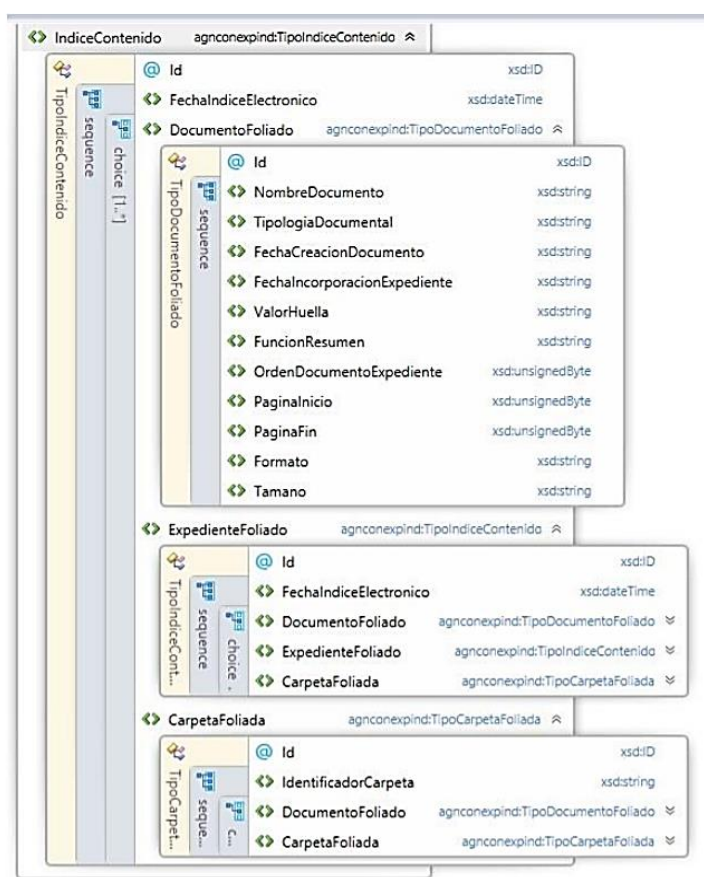 IndiceContenido agnconexpind:TipoIndiceContenido
TipoIndiceContenido
sequence
choice [1..*]
@ Id xsd:ID
FechaIndiceElectronico xsd:dateTime
DocumentoFoliado agnconexpind:TipoDocumentoFoliado
TipoDocumentoFoliado
sequence
@ Id xsd:ID
NombreDocumento xsd:string
TipologiaDocumental xsd:string
FechaCreacionDocumento xsd:string
FechaIncorporacionExpediente xsd:string
ValorHuella xsd:string
FuncionResumen xsd:string
OrdenDocumentoExpediente xsd:unsignedByte
PaginaInicio xsd:unsignedByte
PaginaFin xsd:unsignedByte
Formato xsd:string
Tamano xsd:string
ExpedienteFoliado agnconexpind:TipoIndiceContenido
TipoIndiceCont...
sequence
choice .
@ Id xsd:ID
FechaIndiceElectronico xsd:dateTime
DocumentoFoliado agnconexpind:TipoDocumentoFoliado
ExpedienteFoliado agnconexpind:TipoIndiceContenido
CarpetaFoliada agnconexpind:TipoCarpetaFoliada
CarpetaFoliada agnconexpind:TipoCarpetaFoliada
TipoCarpet...
seque...
c...
@ Id xsd:ID
IdentificadorCarpeta xsd:string
DocumentoFoliado agnconexpind:TipoDocumentoFoliado
CarpetaFoliada agnconexpind:TipoCarpetaFoliada